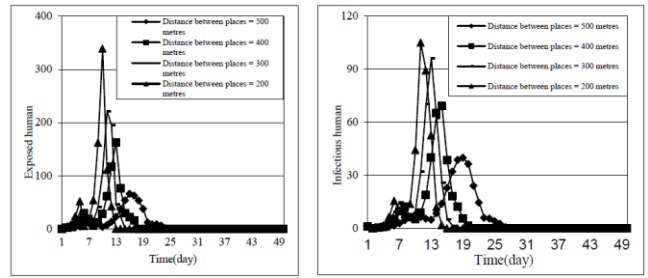 400
300
200
100
0
Exposed human
Distance between places = 500
metres
Distance between places = 400
metres
Distance between places = 300
metres
Distance between places = 200
metres
1 7 13 19 25 31 37 43 49
Time(day)
120
90
60
30
0
Infectious human
Distance between places = 500 metres
Distance between places = 400 metres
Distance between places = 300 metres
Distance between places = 200 metres
1 7 13 19 25 31 37 43 49
Time(day)